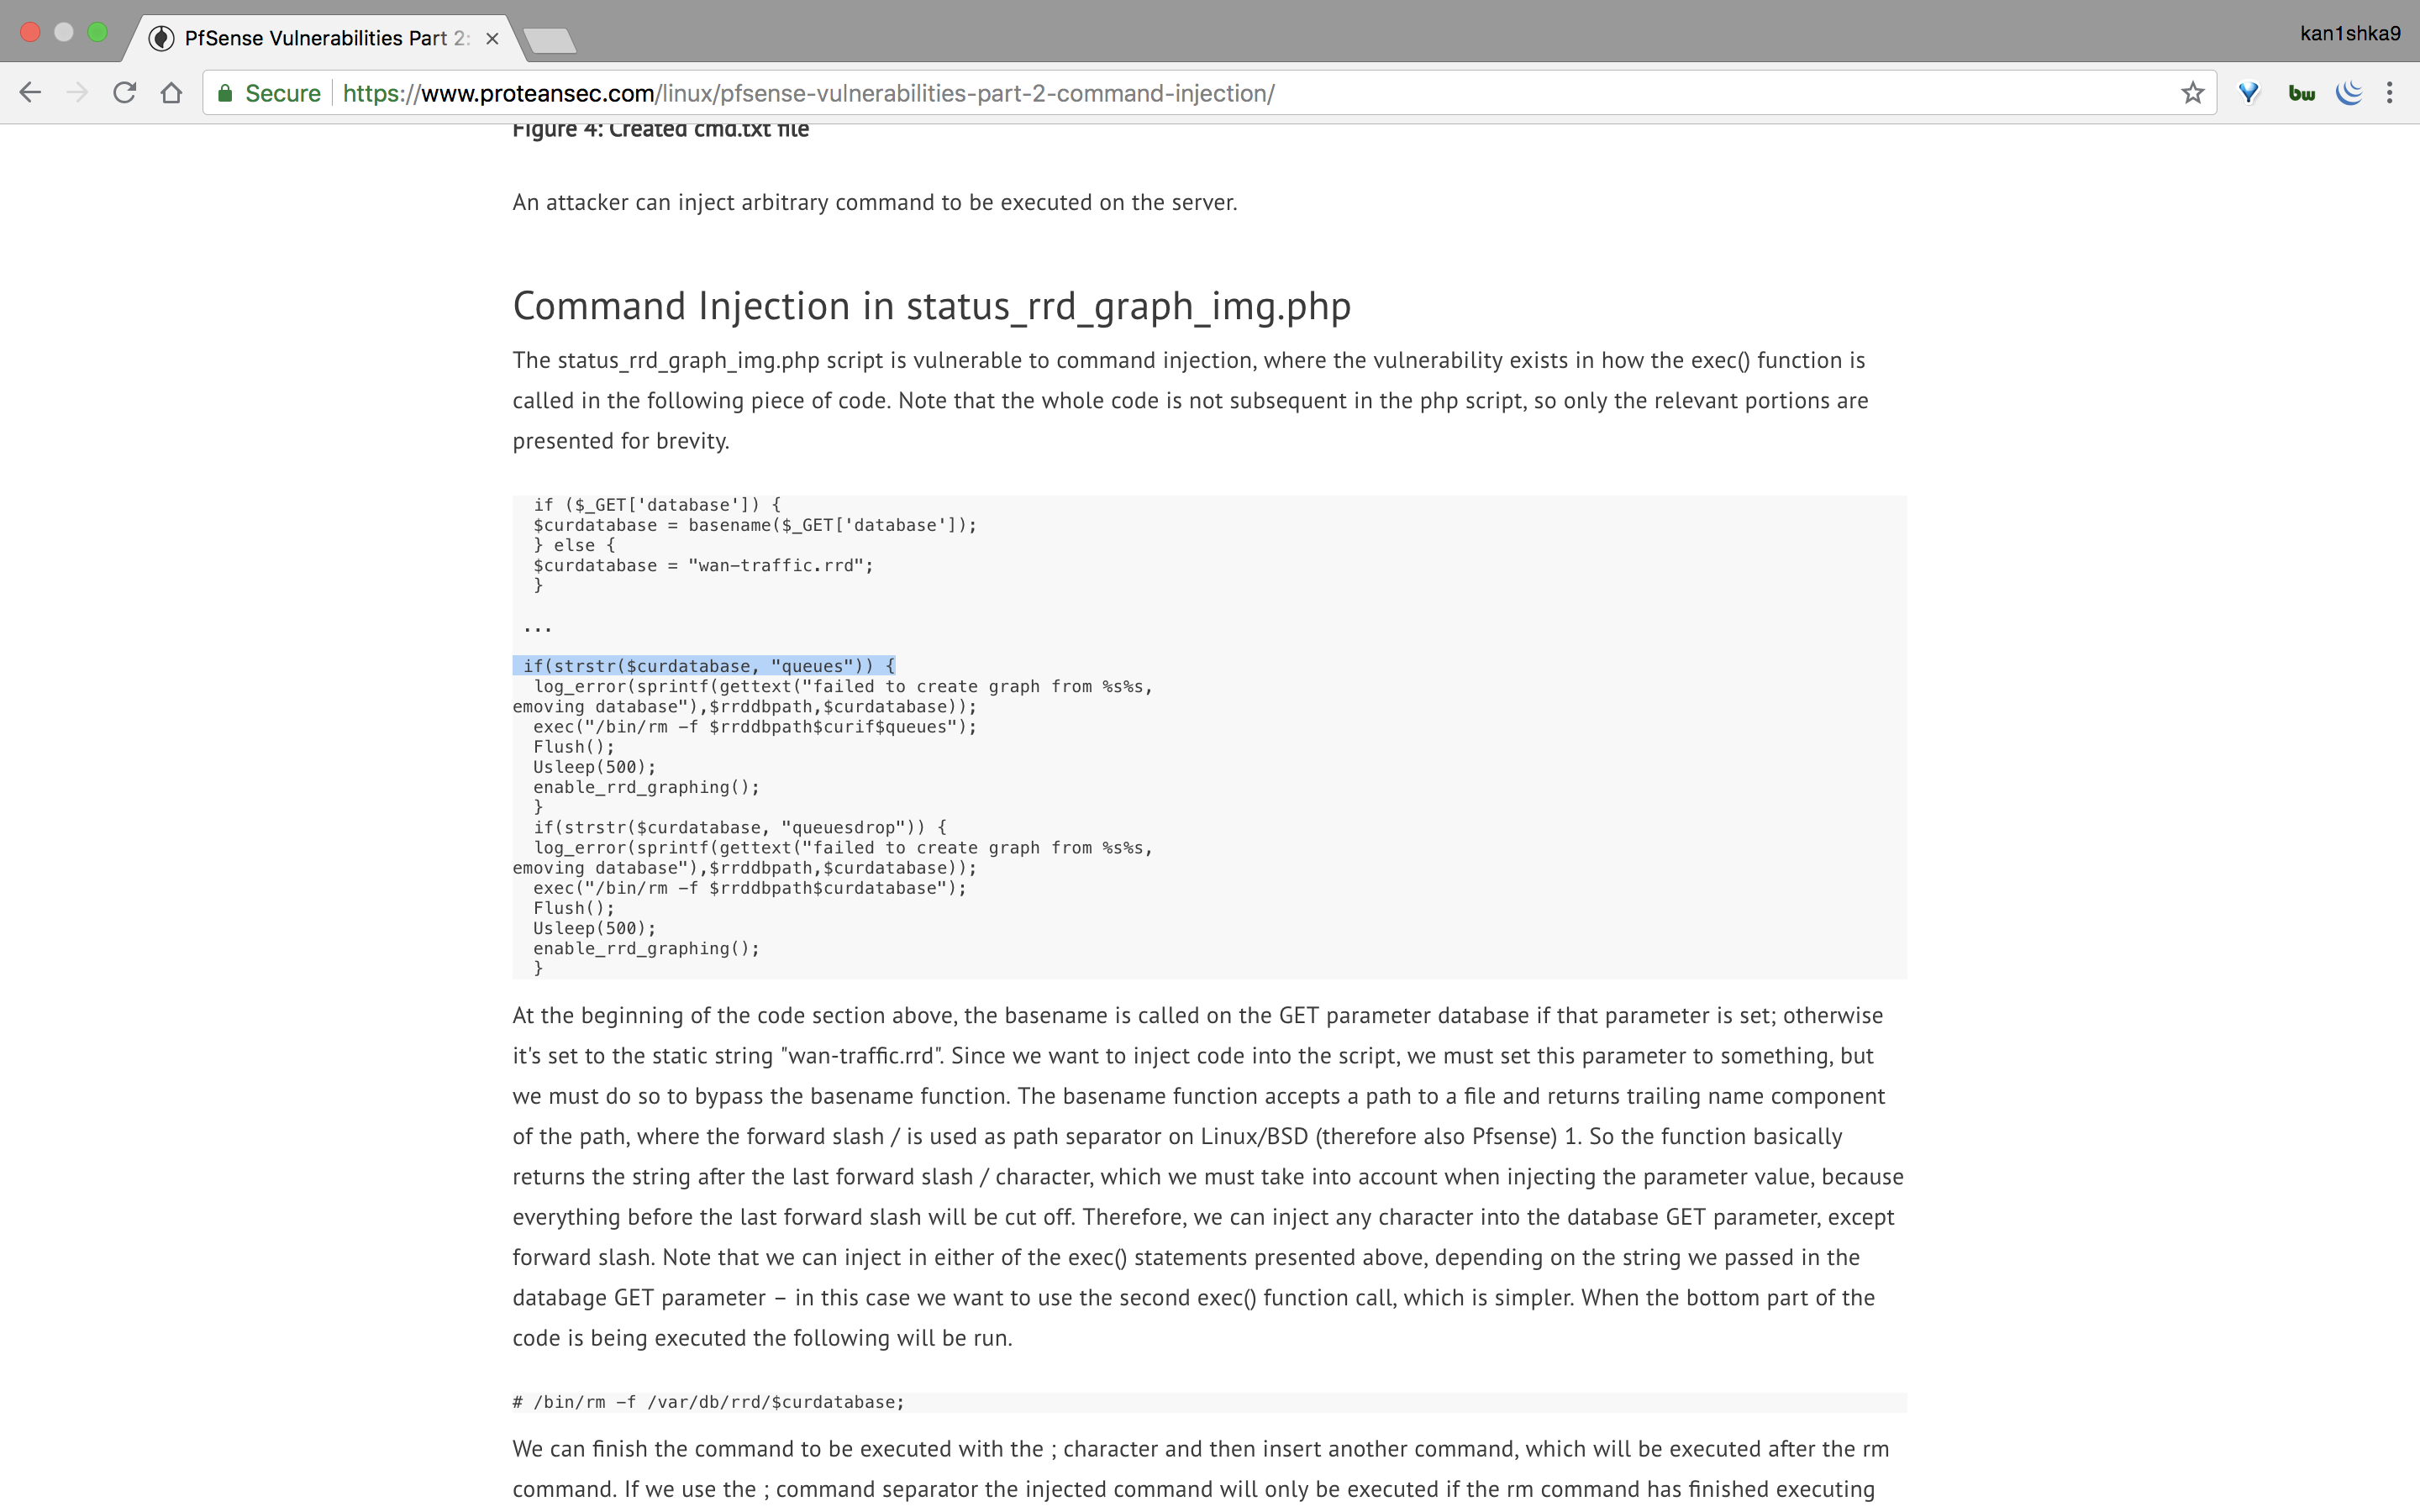 PfSense Vulnerabilities Part 2:
kan1shka9
Secure https://www.proteansec.com/linux/pfsense-vulnerabilities-part-2-command-injection/
bw
Figure 4: Created cmd.txt file
An attacker can inject arbitrary command to be executed on the server.
Command Injection in status_rrd_graph_img.php
The status_rrd_graph_img.php script is vulnerable to command injection, where the vulnerability exists in how the exec() function is
called in the following piece of code. Note that the whole code is not subsequent in the php script, so only the relevant portions are
presented for brevity.
if ($_GET['database']) {
$curdatabase = basename($_GET['database']);
} else {
$curdatabase = "wan-traffic.rrd";
}
...
if(strstr($curdatabase, "queues")) {
log_error(sprintf(gettext("failed to create graph from %s%s,
emoving database"),$rrddbpath,$curdatabase));
exec("/bin/rm -f $rrddbpath$curif$queues");
Flush();
Usleep(500);
enable_rrd_graphing();
}
if(strstr($curdatabase, "queuesdrop")) {
log_error(sprintf(gettext("failed to create graph from %s%s,
emoving database"),$rrddbpath,$curdatabase));
exec("/bin/rm -f $rrddbpath$curdatabase");
Flush();
Usleep(500);
enable_rrd_graphing();
}
At the beginning of the code section above, the basename is called on the GET parameter database if that parameter is set; otherwise
it's set to the static string "wan-traffic.rrd". Since we want to inject code into the script, we must set this parameter to something, but
we must do so to bypass the basename function. The basename function accepts a path to a file and returns trailing name component
of the path, where the forward slash / is used as path separator on Linux/BSD (therefore also Pfsense) 1. So the function basically
returns the string after the last forward slash / character, which we must take into account when injecting the parameter value, because
everything before the last forward slash will be cut off. Therefore, we can inject any character into the database GET parameter, except
forward slash. Note that we can inject in either of the exec() statements presented above, depending on the string we passed in the
databage GET parameter – in this case we want to use the second exec() function call, which is simpler. When the bottom part of the
code is being executed the following will be run.
# /bin/rm -f /var/db/rrd/$curdatabase;
We can finish the command to be executed with the ; character and then insert another command, which will be executed after the rm
command. If we use the ; command separator the injected command will only be executed if the rm command has finished executing